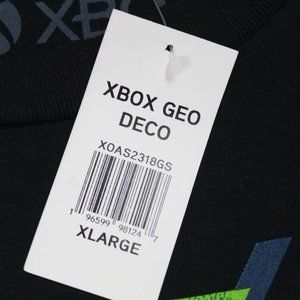 XBOX
XBOX GEO
DECO
XOAS2318GS
1 96599 98124 7
XLARGE